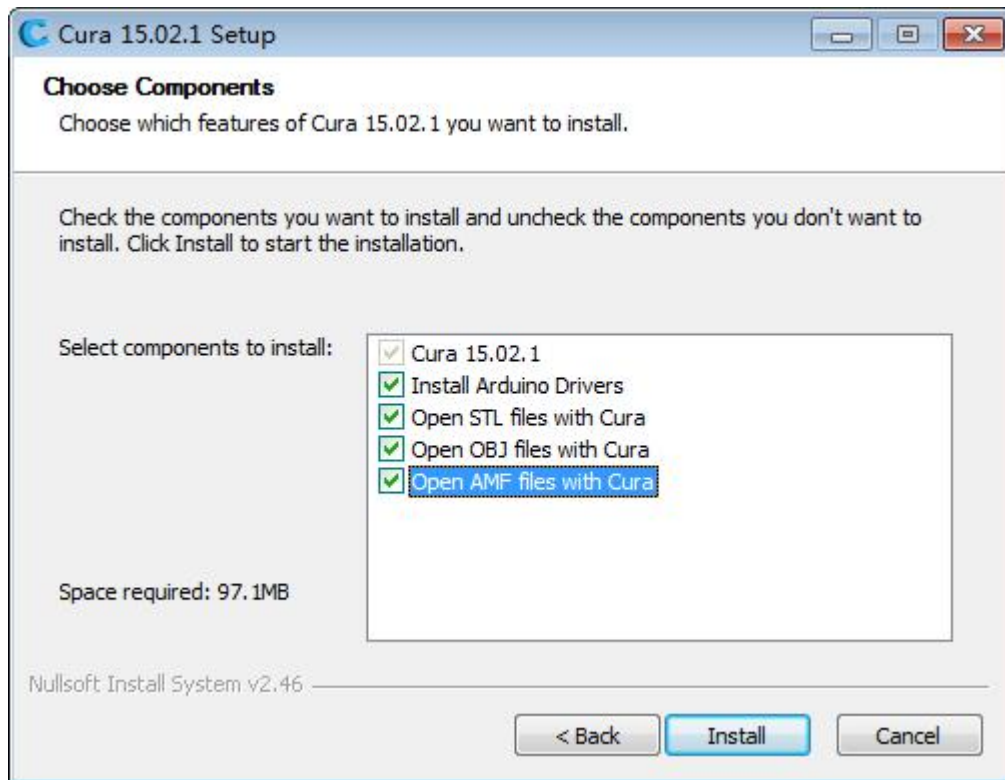 Cura 15.02.1 Setup
Choose Components
Choose which features of Cura 15.02.1 you want to install.
Check the components you want to install and uncheck the components you don't want to
install. Click Install to start the installation.
Select components to install:
Cura 15.02.1
Install Arduino Drivers
Open STL files with Cura
Open OBJ files with Cura
Open AMF files with Cura
Space required: 97.1MB
Nullsoft Install System v2.46
< Back
Install
Cancel